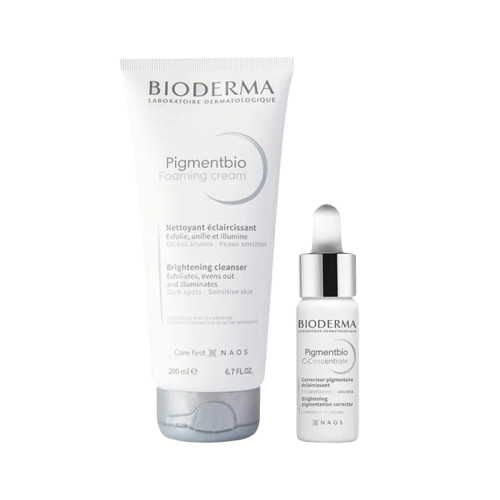 BIODERMA
LABORATOIRE DERMATOLOGIQUE
Pigmentbio
Foaming cream
Nettoyant éclaircissant
Exfolie, unifie et illumine
Taches brunes - Peaux sensibles
Brightening cleanser
Exfoliates, evens out
and illuminates
Dark spots - Sensitive skin
Care first. NAOS
200 ml e 6.7 FL.OZ.
BIODERMA
LABORATOIRE DERMATOLOGIQUE
Pigmentbio
C-Concentrate
Correcteur pigmentaire
éclaircissant
Brightening
pigmentation corrector
NAOS